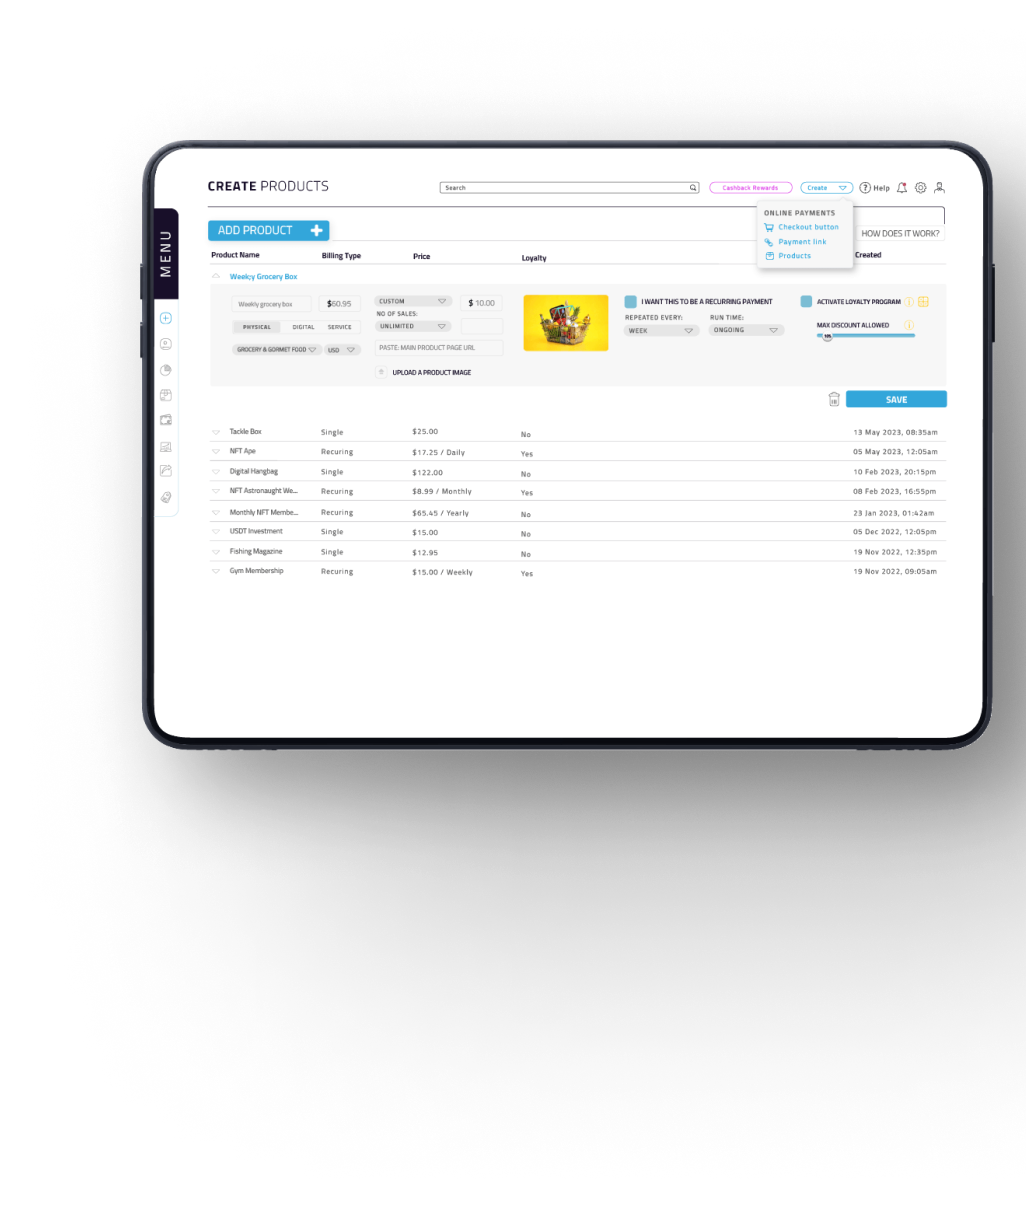 CREATE PRODUCTS
Search
Cashback Rewards
Create
? Help
ONLINE PAYMENTS
Checkout button
Payment link
Products
MENU
ADD PRODUCT
HOW DOES IT WORK?
Product Name Billing Type Price Loyalty Created
Week;y Grocery Box
Weekly grocery box
$60.95
PHYSICAL DIGITAL SERVICE
GROCERY & GORMET FOOD
USD
CUSTOM
$ 10.00
NO OF SALES:
UNLIMITED
PASTE: MAIN PRODUCT PAGE URL
UPLOAD A PRODUCT IMAGE
I WANT THIS TO BE A RECURRING PAYMENT
REPEATED EVERY: RUN TIME:
WEEK ONGOING
ACTIVATE LOYALTY PROGRAM
MAX DISCOUNT ALLOWED
SAVE
Tackle Box Single $25.00 No 13 May 2023, 08:35am
NFT Ape Recuring $17.25 / Daily Yes 05 May 2023, 12:05am
Digital Hangbag Single $122.00 No 10 Feb 2023, 20:15pm
NFT Astronaught We... Recuring $8.99 / Monthly Yes 08 Feb 2023, 16:55pm
Monthly NFT Membe... Recuring $65.45 / Yearly No 23 Jan 2023, 01:42am
USDT Investment Single $15.00 No 05 Dec 2022, 12:05pm
Fishing Magazine Single $12.95 No 19 Nov 2022, 12:35pm
Gym Membership Recuring $15.00 / Weekly Yes 19 Nov 2022, 09:05am